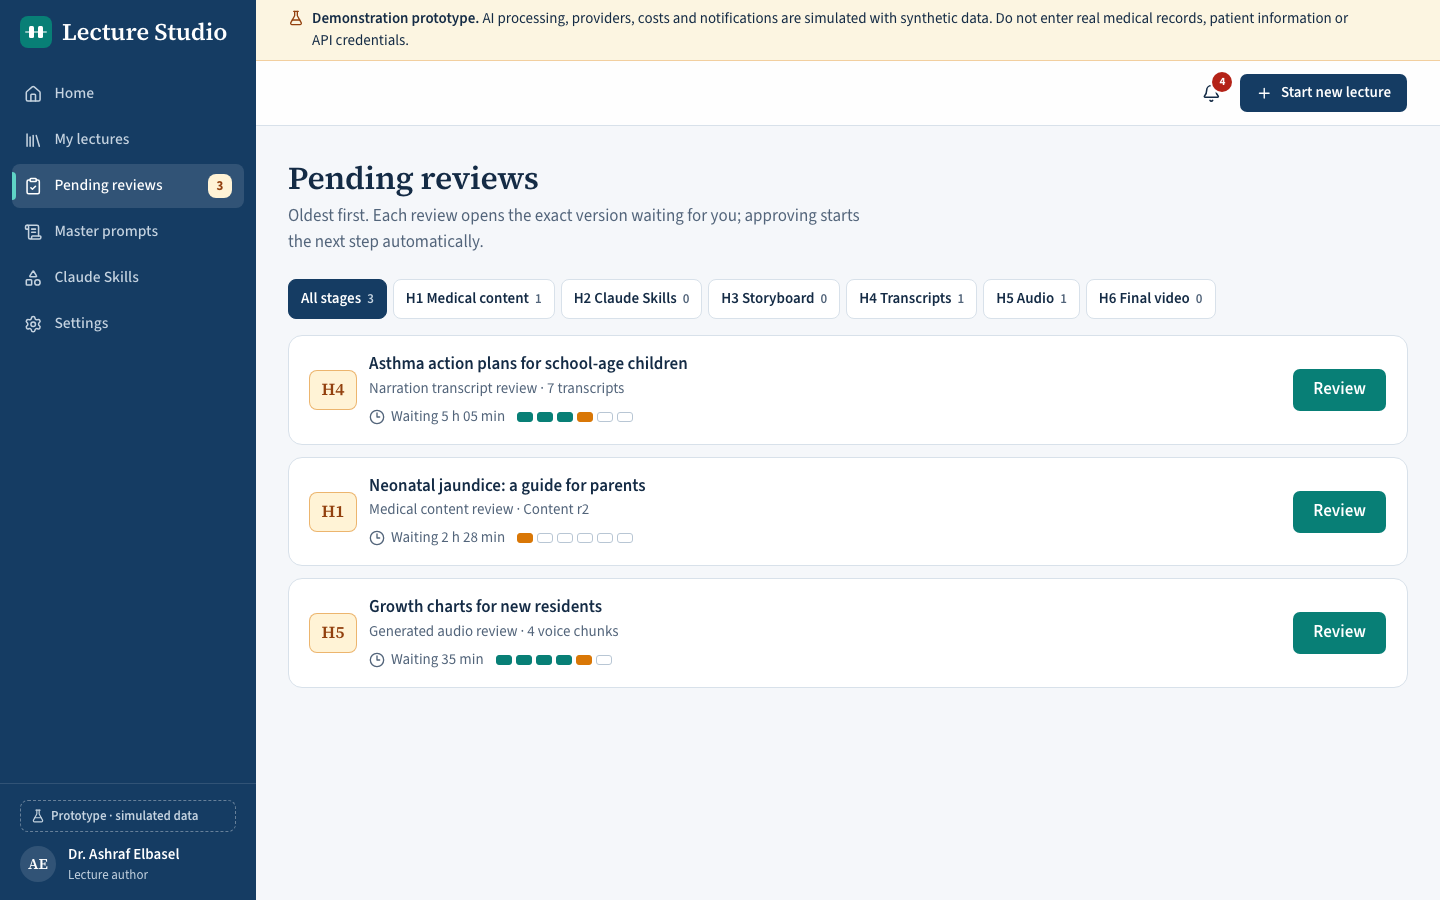 Lecture Studio
Home
My lectures
Pending reviews 3
Master prompts
Claude Skills
Settings
Prototype · simulated data
AE
Dr. Ashraf Elbasel
Lecture author
Demonstration prototype. AI processing, providers, costs and notifications are simulated with synthetic data. Do not enter real medical records, patient information or
API credentials.
4
Start new lecture
Pending reviews
Oldest first. Each review opens the exact version waiting for you; approving starts
the next step automatically.
All stages 3
H1 Medical content 1
H2 Claude Skills 0
H3 Storyboard 0
H4 Transcripts 1
H5 Audio 1
H6 Final video 0
H4
Asthma action plans for school-age children
Narration transcript review · 7 transcripts
Waiting 5 h 05 min
Review
H1
Neonatal jaundice: a guide for parents
Medical content review · Content r2
Waiting 2 h 28 min
Review
H5
Growth charts for new residents
Generated audio review · 4 voice chunks
Waiting 35 min
Review